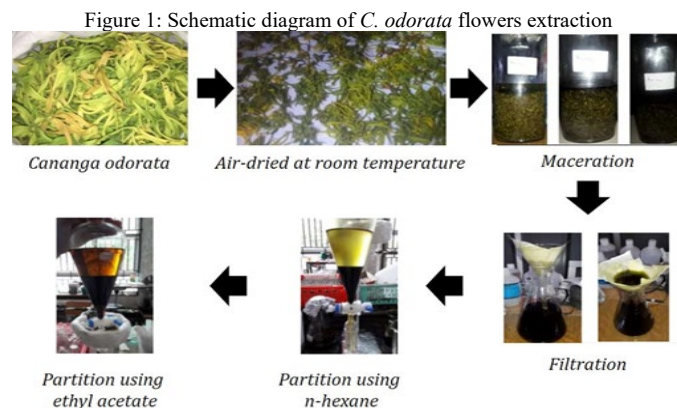 Figure 1: Schematic diagram of C. odorata flowers extraction
Cananga odorata
Air-dried at room temperature
Maceration
Filtration
Partition using
n-hexane
Partition using
ethyl acetate